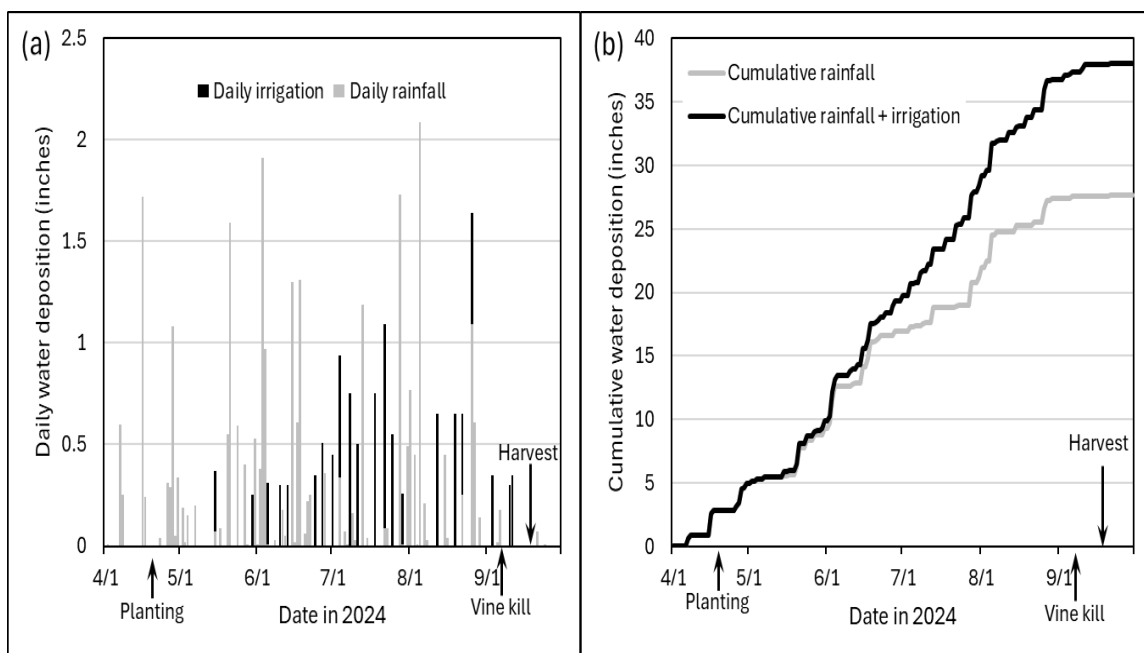 (a)
Daily water deposition (inches)
2.5
2
1.5
1
0.5
0
Daily irrigation Daily rainfall
Harvest
4/1 5/1 6/1 7/1 8/1 9/1
Planting
Date in 2024
Vine kill
(b)
Cumulative water deposition (inches)
40
35
30
25
20
15
10
5
0
Cumulative rainfall
Cumulative rainfall + irrigation
Harvest
4/1 5/1 6/1 7/1 8/1 9/1
Planting
Date in 2024
Vine kill